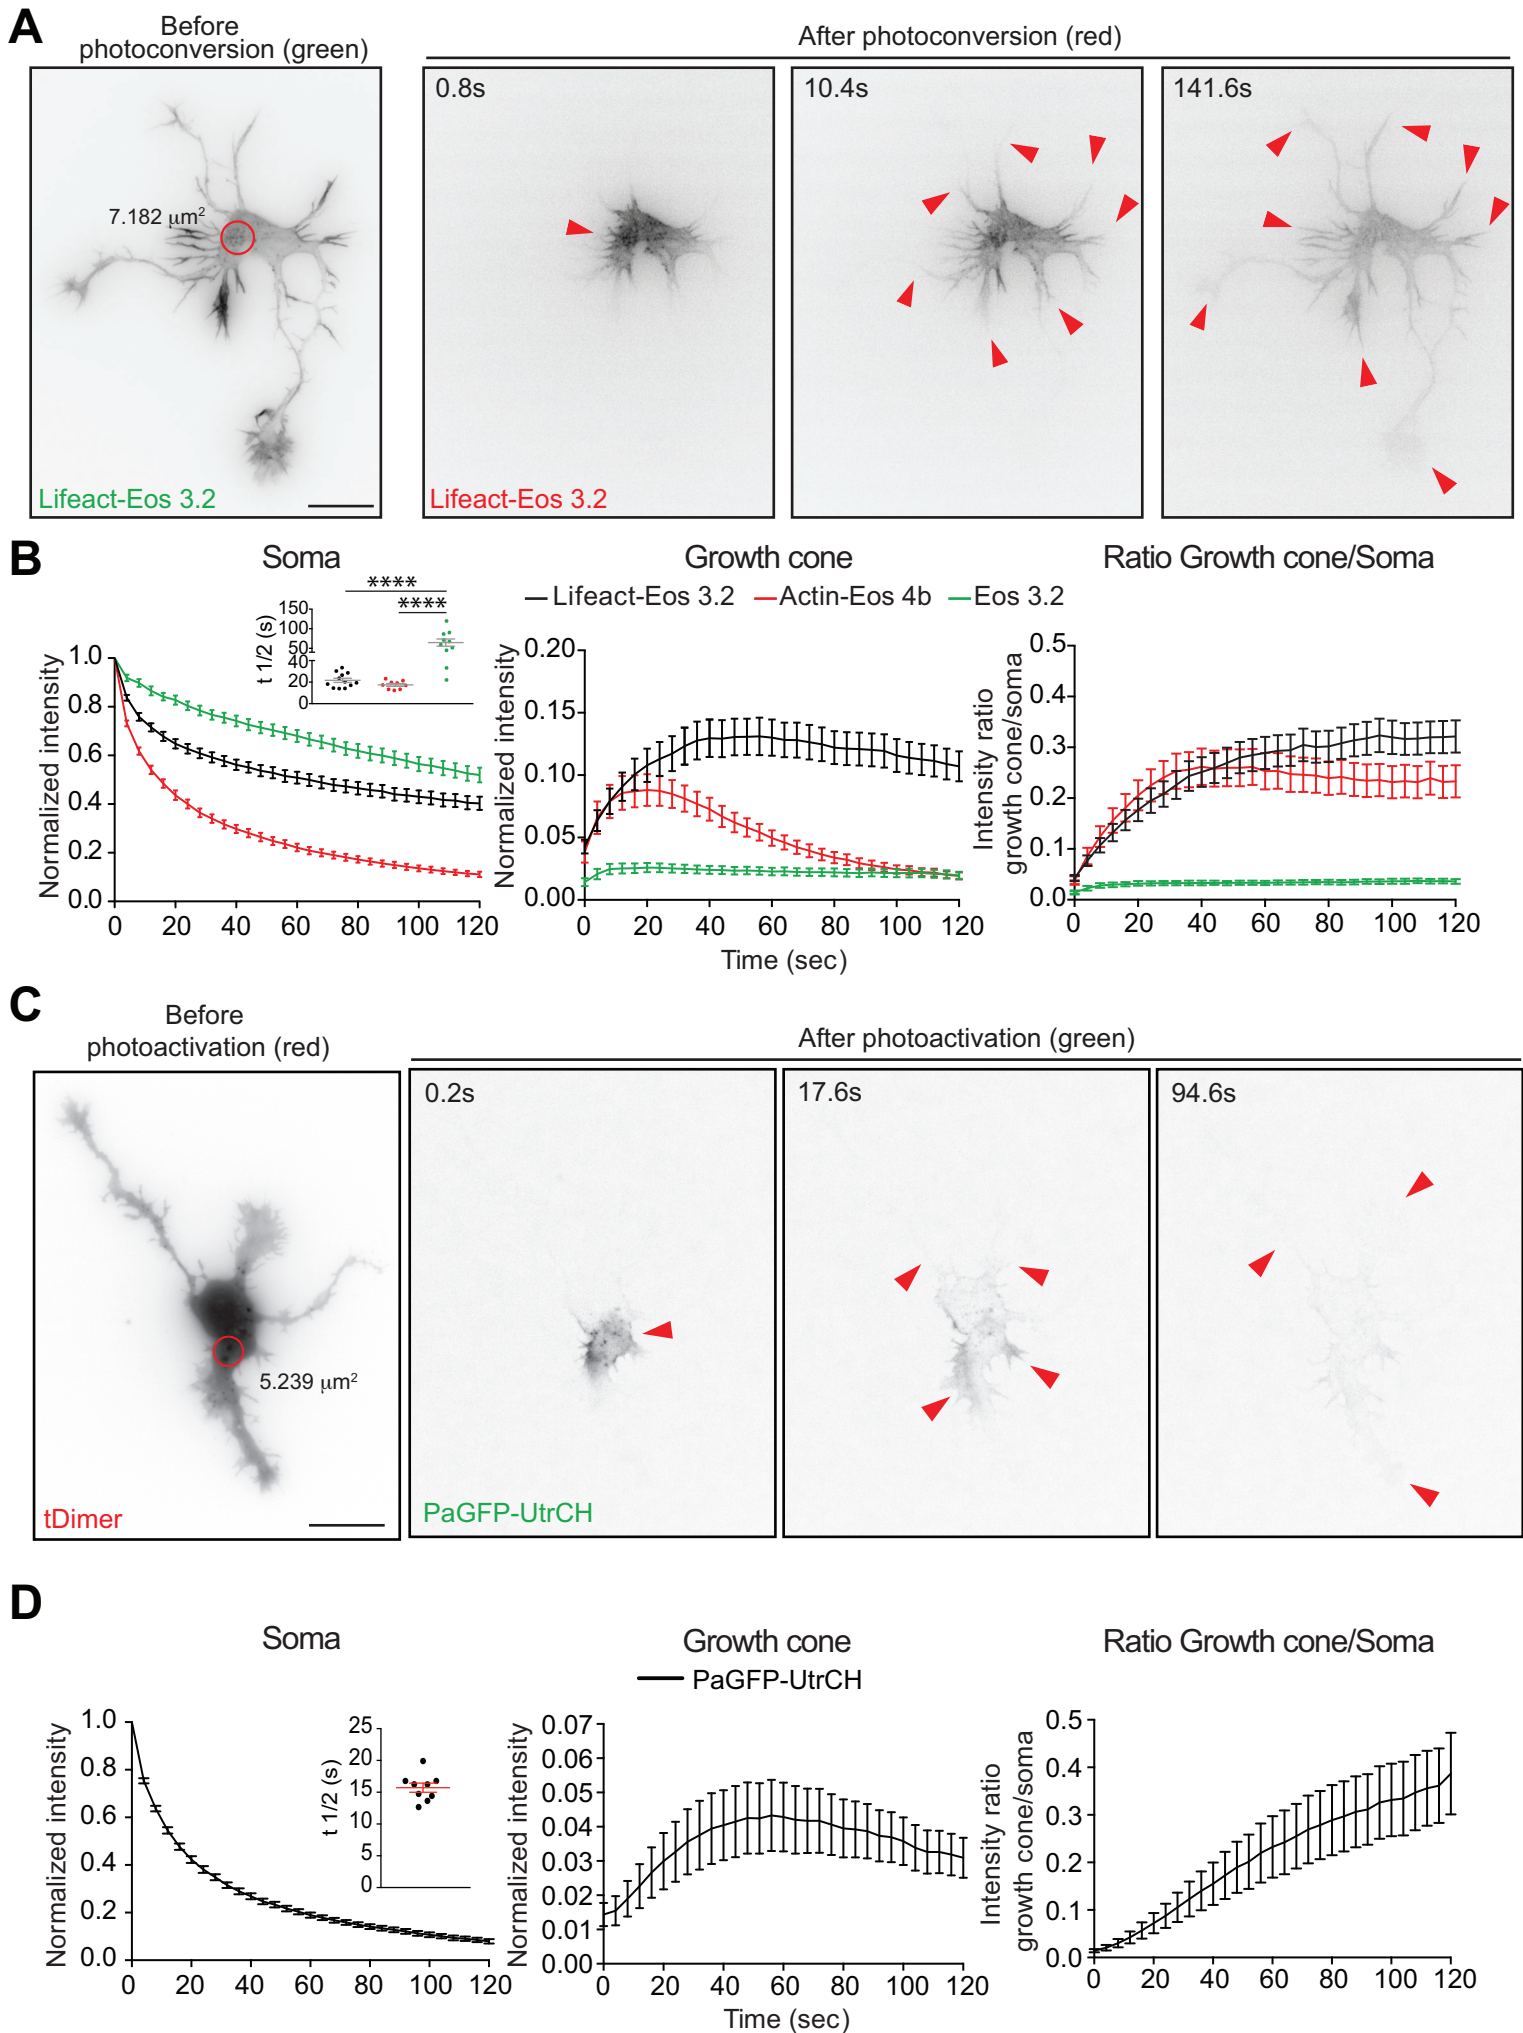 A
Before
photoconversion (green)
After photoconversion (red)
7.182 μm²
Lifeact-Eos 3.2
0.8s
Lifeact-Eos 3.2
10.4s
141.6s
B
Soma
Growth cone
Ratio Growth cone/Soma
Lifeact-Eos 3.2
Actin-Eos 4b
Eos 3.2
Normalized intensity
1.0
0.8
0.6
0.4
0.2
0.0
0 20 40 60 80 100 120
t 1/2 (s)
150
100
50
40
20
0
****
****
Normalized intensity
0.20
0.15
0.10
0.05
0.00
0 20 40 60 80 100 120
Time (sec)
Intensity ratio
growth cone/soma
0.5
0.4
0.3
0.2
0.1
0.0
0 20 40 60 80 100 120
C
Before
photoactivation (red)
After photoactivation (green)
5.239 μm²
tDimer
0.2s
PaGFP-UtrCH
17.6s
94.6s
D
Soma
Growth cone
Ratio Growth cone/Soma
PaGFP-UtrCH
Normalized intensity
1.0
0.8
0.6
0.4
0.2
0.0
0 20 40 60 80 100 120
t 1/2 (s)
25
20
15
10
5
0
Normalized intensity
0.07
0.06
0.05
0.04
0.03
0.02
0.01
0.00
0 20 40 60 80 100 120
Time (sec)
Intensity ratio
growth cone/soma
0.5
0.4
0.3
0.2
0.1
0.0
0 20 40 60 80 100 120